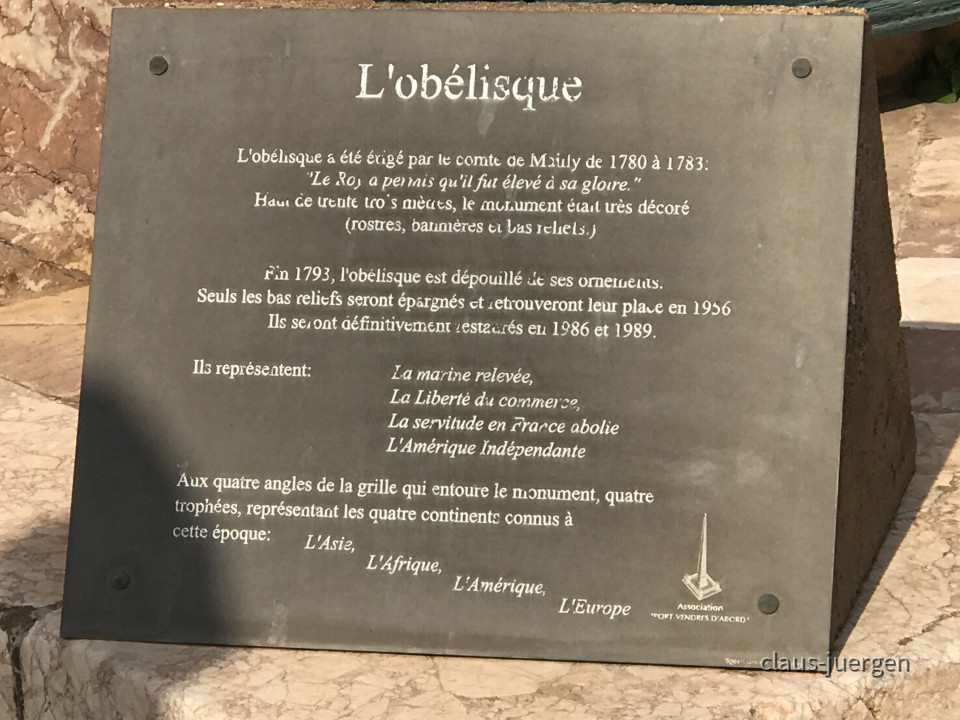 L'obélisque
L'obélisque a été érigé par le comte de Mailly de 1780 à 1783:
"Le Roy a permis qu'il fut élevé à sa gloire."
Haut de trente trois mètres, le monument était très décoré
(rostres, bannières et bas reliefs.)
Fin 1793, l'obélisque est dépouillé de ses ornements.
Seuls les bas reliefs seront épargnés et retrouveront leur place en 1956
Ils seront définitivement restaurés en 1986 et 1989.
Ils représentent:
La marine relevée,
La Liberté du commerce,
La servitude en France abolie
L'Amérique Indépendante
Aux quatre angles de la grille qui entoure le monument, quatre
trophées, représentant les quatre continents connus à
cette époque:
L'Asie,
L'Afrique,
L'Amérique,
L'Europe
Association
"PORT VENDRES D'ABORD"
claus-juergen